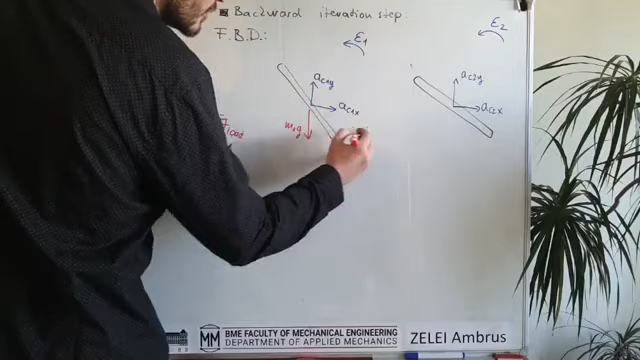 ■ Backward iteration step:
F.B.D.:
ε1
ε2
aC1y
aC1x
m1g
aC2y
aC2x
MM
BME FACULTY OF MECHANICAL ENGINEERING
DEPARTMENT OF APPLIED MECHANICS
ZELEI Ambrus